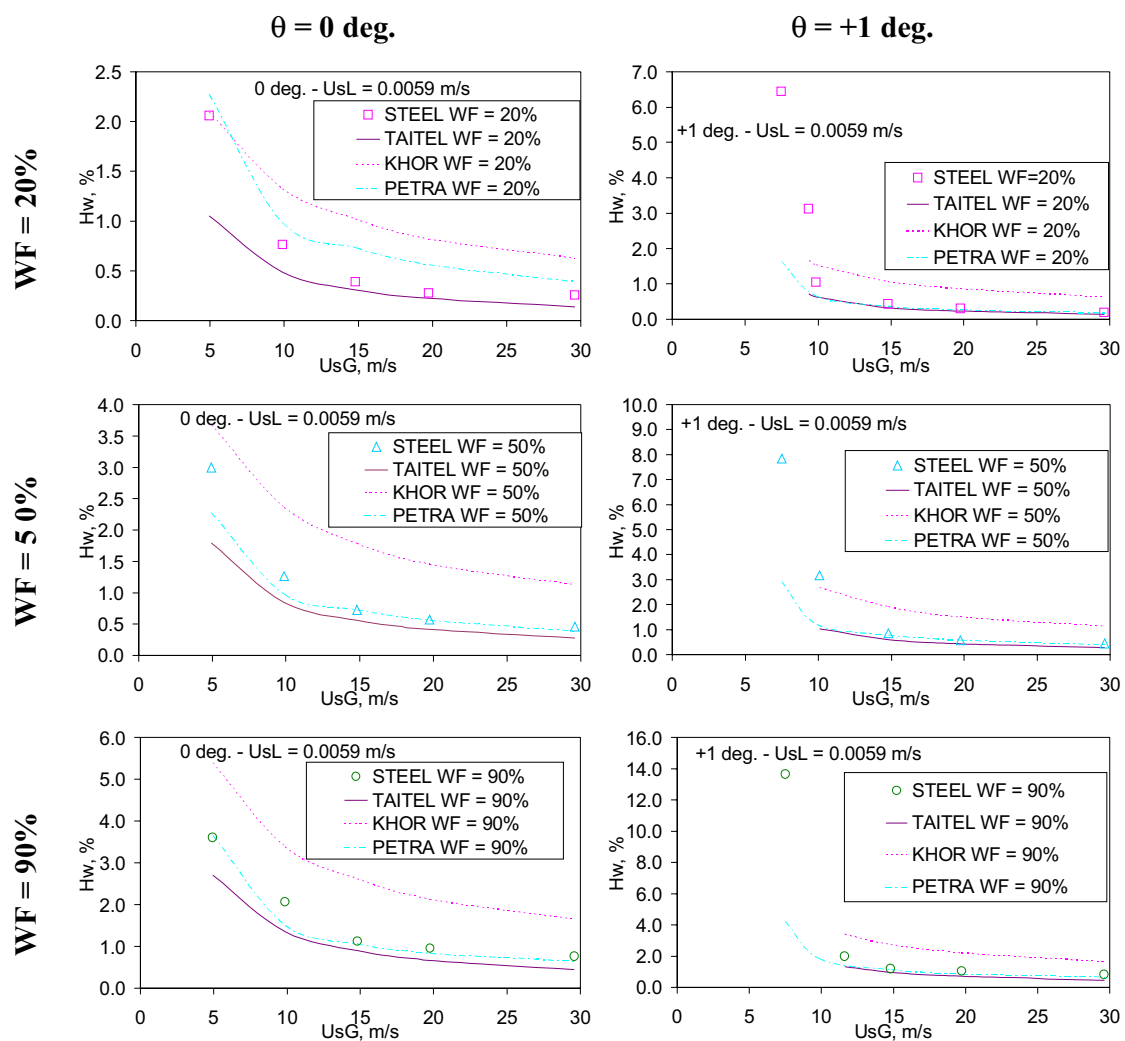 θ = 0 deg.
θ = +1 deg.
WF = 20%
2.5
2.0
1.5
1.0
0.5
0.0
Hw, %
0 deg. - UsL = 0.0059 m/s
STEEL WF = 20%
TAITEL WF = 20%
KHOR WF = 20%
PETRA WF = 20%
0 5 10 15 20 25 30
UsG, m/s
7.0
6.0
5.0
4.0
3.0
2.0
1.0
0.0
Hw, %
+1 deg. - UsL = 0.0059 m/s
STEEL WF=20%
TAITEL WF = 20%
KHOR WF = 20%
PETRA WF = 20%
0 5 10 15 20 25 30
UsG, m/s
WF = 5 0%
4.0
3.5
3.0
2.5
2.0
1.5
1.0
0.5
0.0
Hw, %
0 deg. - UsL = 0.0059 m/s
STEEL WF = 50%
TAITEL WF = 50%
KHOR WF = 50%
PETRA WF = 50%
0 5 10 15 20 25 30
UsG, m/s
10.0
9.0
8.0
7.0
6.0
5.0
4.0
3.0
2.0
1.0
0.0
Hw, %
+1 deg. - UsL = 0.0059 m/s
STEEL WF = 50%
TAITEL WF = 50%
KHOR WF = 50%
PETRA WF = 50%
0 5 10 15 20 25 30
UsG, m/s
WF = 90%
6.0
5.0
4.0
3.0
2.0
1.0
0.0
Hw, %
0 deg. - UsL = 0.0059 m/s
STEEL WF = 90%
TAITEL WF = 90%
KHOR WF = 90%
PETRA WF = 90%
0 5 10 15 20 25 30
UsG, m/s
16.0
14.0
12.0
10.0
8.0
6.0
4.0
2.0
0.0
Hw, %
+1 deg. - UsL = 0.0059 m/s
STEEL WF = 90%
TAITEL WF = 90%
KHOR WF = 90%
PETRA WF = 90%
0 5 10 15 20 25 30
UsG, m/s